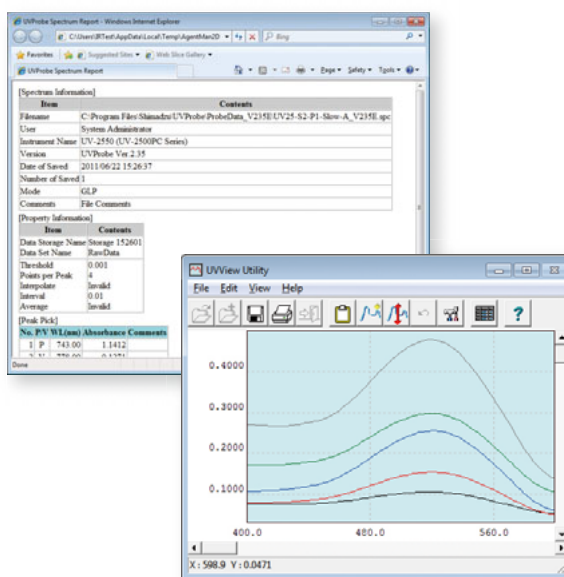 UVProbe Spectrum Report - Windows Internet Explorer
C:\Users\IRTest\AppData\Local\Temp\AgentMan20
Bing
Favorites Suggested Sites Web Slice Gallery
UVProbe Spectrum Report Page Safety Tools
[Spectrum Information]
Item Contents
Filename C:\Program Files\Shimadzu\UVProbe\ProbeData_V235E\UV25-S2-P1-Slow-A_V235E.spc
User System Administrator
Instrument Name UV-2550 (UV-2500PC Series)
Version UVProbe Ver.2.35
Date of Saved 2011/06/22 15:26:37
Number of Saved 1
Mode GLP
Comments File Comments
[Property Information]
Item Contents
Data Storage Name Storage 152601
Data Set Name RawData
Threshold 0.001
Points per Peak 4
Interpolate Invalid
Interval 0.01
Average Invalid
[Peak Pick]
No. P/V WL(nm) Absorbance Comments
1 P 743.00 1.1412
Done
UVView Utility
File Edit View Help
0.4000
0.3000
0.2000
0.1000
400.0 480.0 560.0
X : 598.9 Y : 0.0471